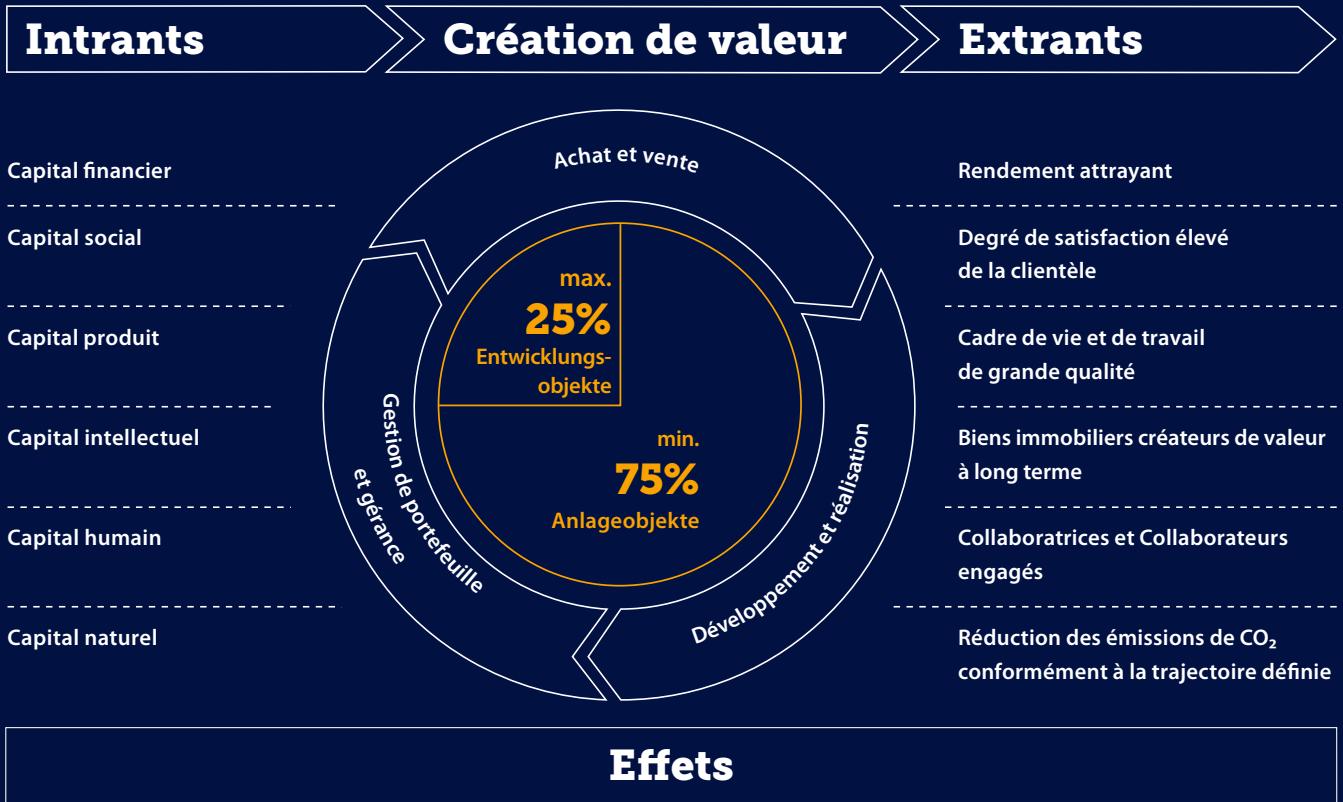 Intrants
Création de valeur
Extrants
Capital financier
Capital social
Capital produit
Capital intellectuel
Capital humain
Capital naturel
Achat et vente
Développement et réalisation
Gestion de portefeuille
et gérance
max.
25%
Entwicklungs-
objekte
min.
75%
Anlageobjekte
Rendement attrayant
Degré de satisfaction élevé
de la clientèle
Cadre de vie et de travail
de grande qualité
Biens immobiliers créateurs de valeur
à long terme
Collaboratrices et Collaborateurs
engagés
Réduction des émissions de CO₂
conformément à la trajectoire définie
Effets